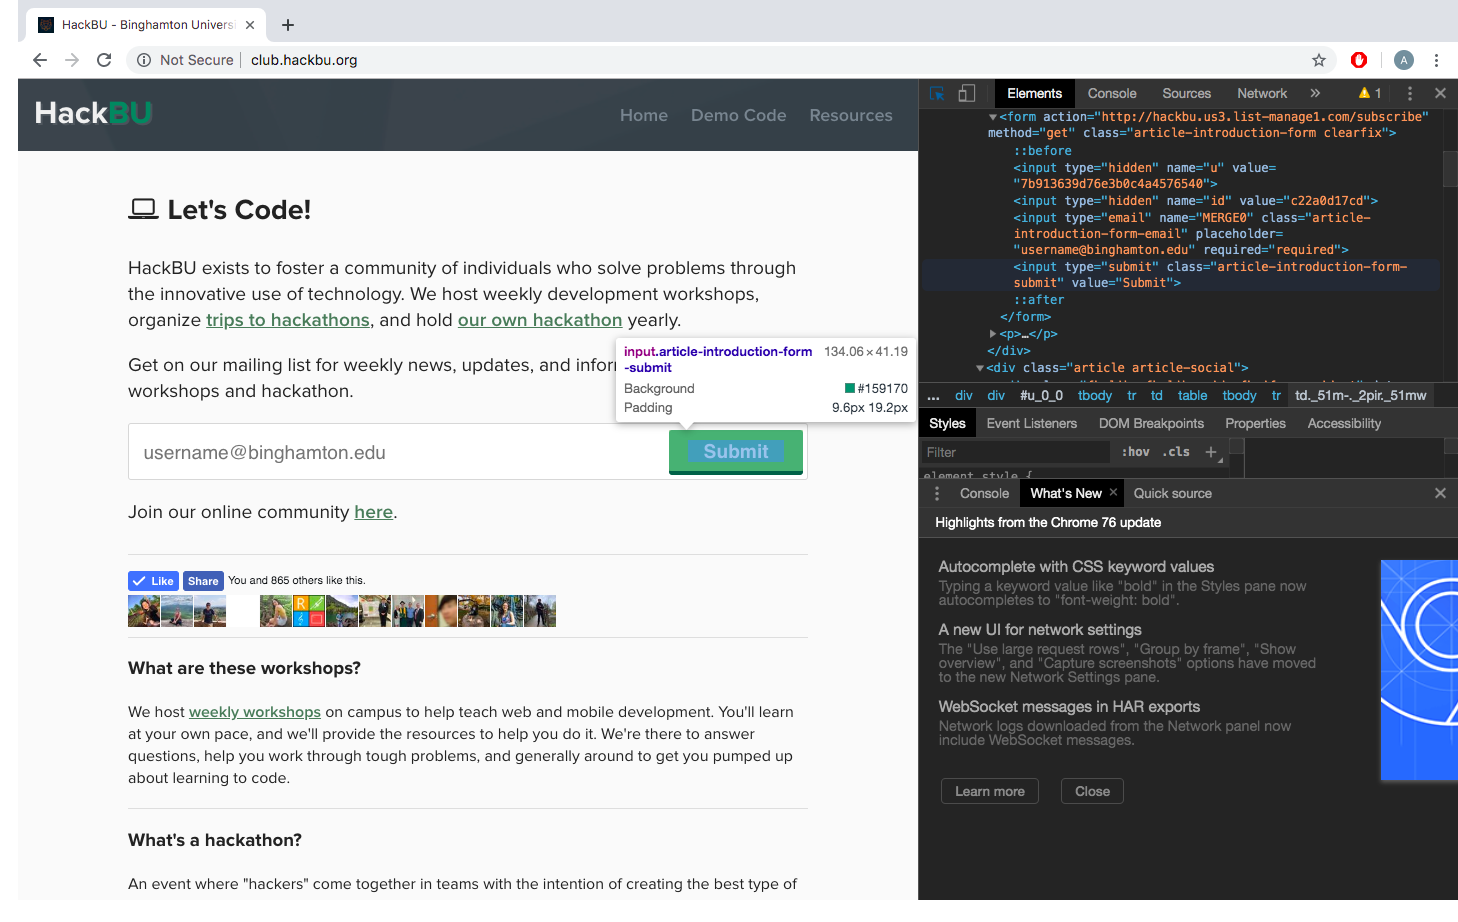 HackBU - Binghamton Universi
Not Secure
club.hackbu.org
A
HackBU
Home
Demo Code
Resources
Let's Code!
HackBU exists to foster a community of individuals who solve problems through
the innovative use of technology. We host weekly development workshops,
organize trips to hackathons, and hold our own hackathon yearly.
Get on our mailing list for weekly news, updates, and infor
workshops and hackathon.
input.article-introduction-form
-submit
134.06 × 41.19
Background
#159170
Padding
9.6px 19.2px
username@binghamton.edu
Submit
Join our online community here.
Like
Share
You and 865 others like this.
R
What are these workshops?
We host weekly workshops on campus to help teach web and mobile development. You'll learn
at your own pace, and we'll provide the resources to help you do it. We're there to answer
questions, help you work through tough problems, and generally around to get you pumped up
about learning to code.
What's a hackathon?
An event where "hackers" come together in teams with the intention of creating the best type of
Elements
Console
Sources
Network
»
1
<form action="http://hackbu.us3.list-manage1.com/subscribe"
method="get" class="article-introduction-form clearfix">
::before
<input type="hidden" name="u" value=
"7b913639d76e3b0c4a4576540">
<input type="hidden" name="id" value="c22a0d17cd">
<input type="email" name="MERGE0" class="article-
introduction-form-email" placeholder=
"username@binghamton.edu" required="required">
<input type="submit" class="article-introduction-form-
submit" value="Submit">
::after
</form>
<p>…</p>
</div>
<div class="article article-social">
... div div #u_0_0 tbody tr td table tbody tr td._51m-._2pir._51mw
Styles
Event Listeners
DOM Breakpoints
Properties
Accessibility
Filter
:hov
.cls
element.style {
Console
What's New
Quick source
Highlights from the Chrome 76 update
Autocomplete with CSS keyword values
Typing a keyword value like "bold" in the Styles pane now
autocompletes to "font-weight: bold".
A new UI for network settings
The "Use large request rows", "Group by frame", "Show
overview", and "Capture screenshots" options have moved
to the new Network Settings pane.
WebSocket messages in HAR exports
Network logs downloaded from the Network panel now
include WebSocket messages.
Learn more
Close